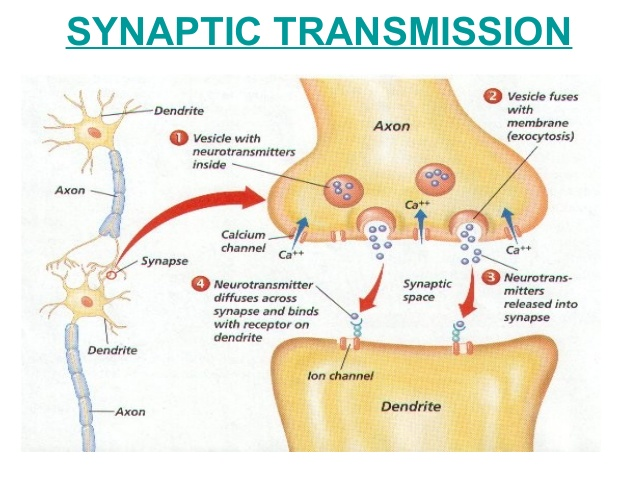 SYNAPTIC TRANSMISSION
Dendrite
Axon
Synapse
Dendrite
Axon
1 Vesicle with
neurotransmitters
inside
Axon
2 Vesicle fuses
with
membrane
(exocytosis)
Ca++
Calcium
channel
Ca++
Ca++
4 Neurotransmitter
diffuses across
synapse and binds
with receptor on
dendrite
Synaptic
space
3 Neurotrans-
mitters
released into
synapse
Ion channel
Dendrite